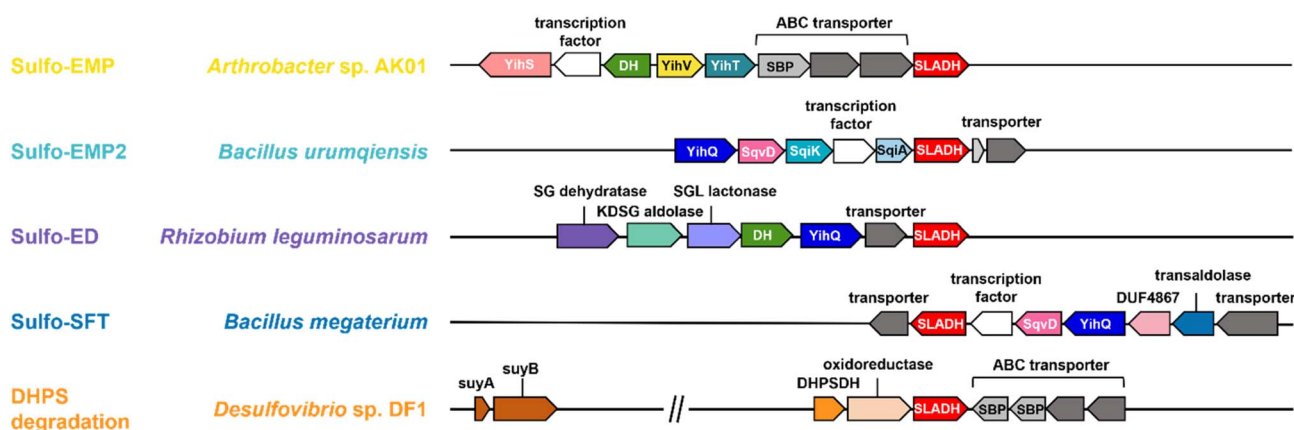 transcription
factor
ABC transporter
Sulfo-EMP
Arthrobacter sp. AK01
YihS
DH
YihV
YihT
SBP
SLADH
transcription
factor
transporter
Sulfo-EMP2
Bacillus urumqiensis
YihQ
SqvD
SqiK
SqiA
SLADH
SG dehydratase
SGL lactonase
KDSG aldolase
transporter
Sulfo-ED
Rhizobium leguminosarum
DH
YihQ
SLADH
transcription
factor
transaldolase
transporter
DUF4867
transporter
Sulfo-SFT
Bacillus megaterium
SLADH
SqvD
YihQ
suyA
suyB
oxidoreductase
ABC transporter
DHPSDH
DHPS
degradation
Desulfovibrio sp. DF1
//
SLADH
SBP
SBP